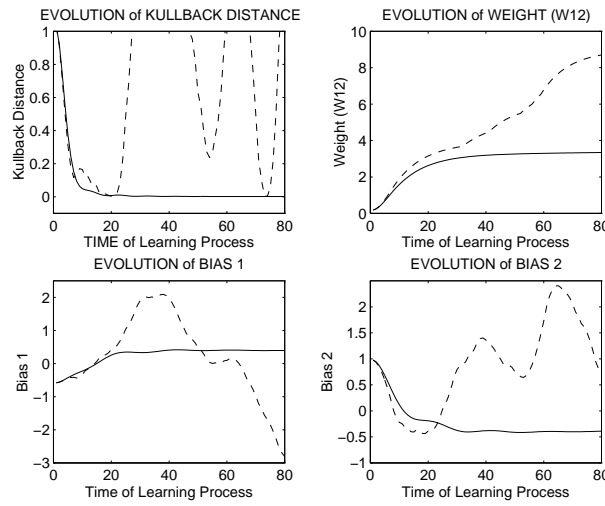 EVOLUTION of KULLBACK DISTANCE
1
0.8
0.6
0.4
0.2
0
Kullback Distance
0 20 40 60 80
TIME of Learning Process
EVOLUTION of WEIGHT (W12)
10
8
6
4
2
0
Weight (W12)
0 20 40 60 80
Time of Learning Process
EVOLUTION of BIAS 1
2
1
0
−1
−2
−3
Bias 1
0 20 40 60 80
Time of Learning Process
EVOLUTION of BIAS 2
2
1.5
1
0.5
0
−0.5
−1
Bias 2
0 20 40 60 80
Time of Learning Process